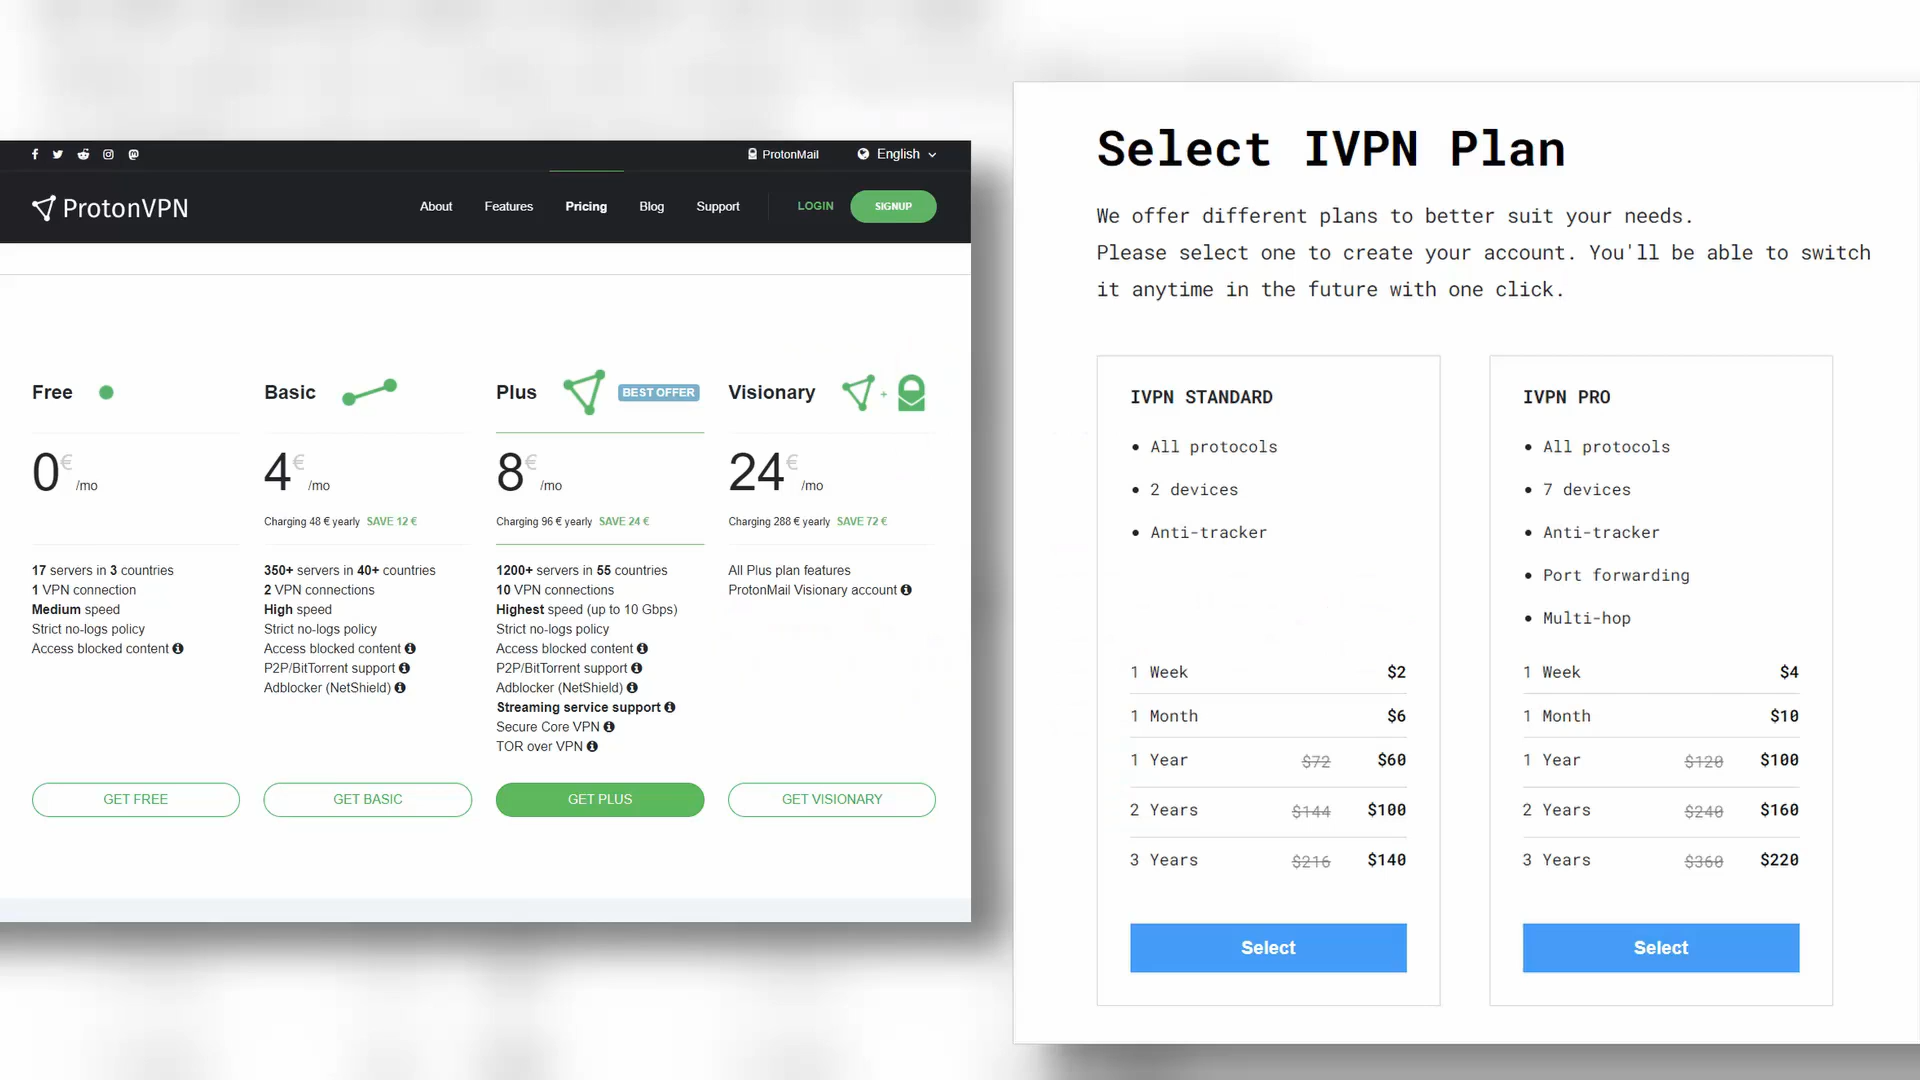 ProtonMail
English
ProtonVPN
About
Features
Pricing
Blog
Support
LOGIN
SIGNUP
Free
0 €
/mo
17 servers in 3 countries
1 VPN connection
Medium speed
Strict no-logs policy
Access blocked content
GET FREE
Basic
4 €
/mo
Charging 48 € yearly SAVE 12 €
350+ servers in 40+ countries
2 VPN connections
High speed
Strict no-logs policy
Access blocked content
P2P/BitTorrent support
Adblocker (NetShield)
GET BASIC
Plus
BEST OFFER
8 €
/mo
Charging 96 € yearly SAVE 24 €
1200+ servers in 55 countries
10 VPN connections
Highest speed (up to 10 Gbps)
Strict no-logs policy
Access blocked content
P2P/BitTorrent support
Adblocker (NetShield)
Streaming service support
Secure Core VPN
TOR over VPN
GET PLUS
Visionary
+
24 €
/mo
Charging 288 € yearly SAVE 72 €
All Plus plan features
ProtonMail Visionary account
GET VISIONARY
Select IVPN Plan
We offer different plans to better suit your needs.
Please select one to create your account. You'll be able to switch
it anytime in the future with one click.
IVPN STANDARD
• All protocols
• 2 devices
• Anti-tracker
1 Week $2
1 Month $6
1 Year $72 $60
2 Years $144 $100
3 Years $216 $140
Select
IVPN PRO
• All protocols
• 7 devices
• Anti-tracker
• Port forwarding
• Multi-hop
1 Week $4
1 Month $10
1 Year $120 $100
2 Years $240 $160
3 Years $360 $220
Select